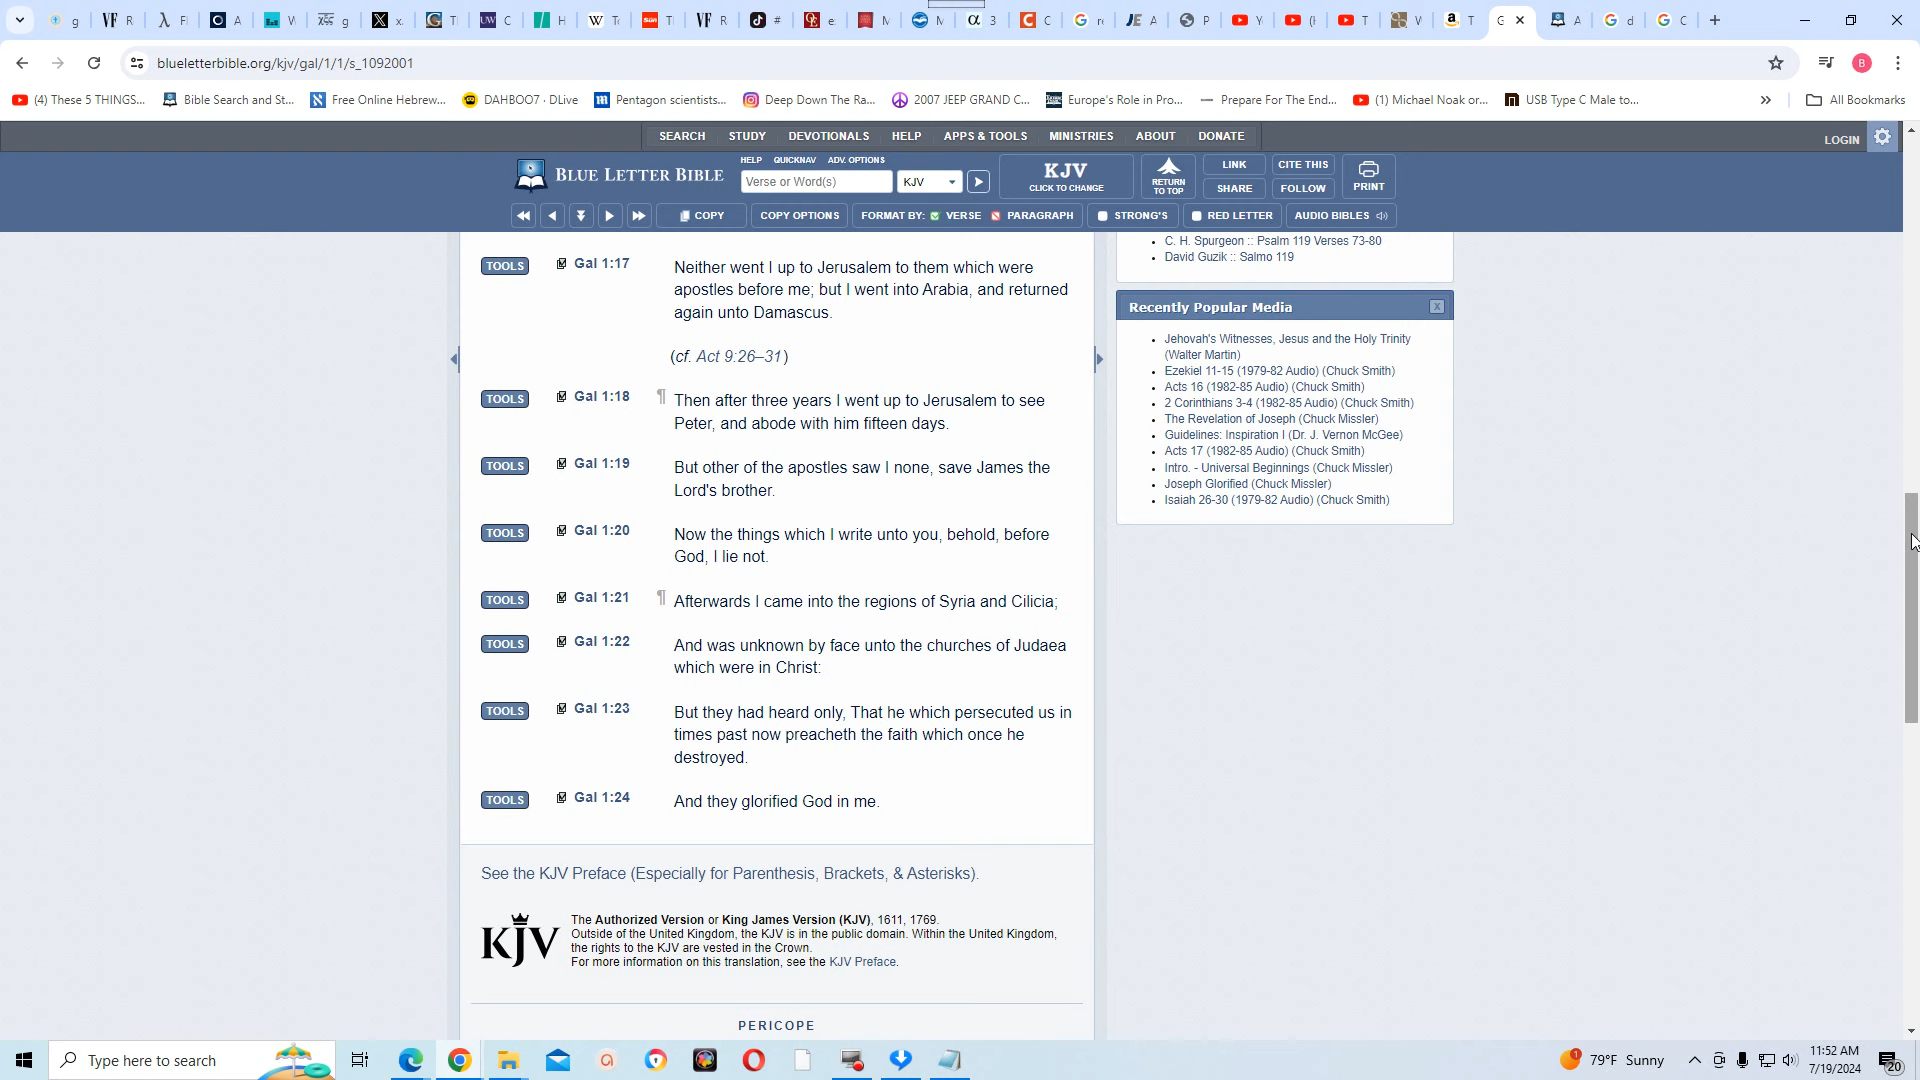 g
VF R
λ F
A
W
g
x.
T
UW C
H
W To
Sun T
VF R
#
e
M
M
α 3
C C
G re
JE A
P
Y
(
T
V
a T
G
A
G d
G C
blueletterbible.org/kjv/gal/1/1/s_1092001
B
(4) These 5 THINGS...
Bible Search and St...
Free Online Hebrew...
DAHBOO7 · DLive
Pentagon scientists...
Deep Down The Ra...
2007 JEEP GRAND C...
Europe's Role in Pro...
Prepare For The End...
(1) Michael Noak or...
USB Type C Male to...
All Bookmarks
SEARCH STUDY DEVOTIONALS HELP APPS & TOOLS MINISTRIES ABOUT DONATE
LOGIN
BLUE LETTER BIBLE
HELP QUICKNAV ADV. OPTIONS
Verse or Word(s)
KJV
KJV
CLICK TO CHANGE
RETURN
TO TOP
LINK
CITE THIS
SHARE
FOLLOW
PRINT
COPY
COPY OPTIONS
FORMAT BY: VERSE PARAGRAPH
STRONG'S
RED LETTER
AUDIO BIBLES
TOOLS Gal 1:17 Neither went I up to Jerusalem to them which were
apostles before me; but I went into Arabia, and returned
again unto Damascus.
(cf. Act 9:26–31)
TOOLS Gal 1:18 ¶ Then after three years I went up to Jerusalem to see
Peter, and abode with him fifteen days.
TOOLS Gal 1:19 But other of the apostles saw I none, save James the
Lord's brother.
TOOLS Gal 1:20 Now the things which I write unto you, behold, before
God, I lie not.
TOOLS Gal 1:21 ¶ Afterwards I came into the regions of Syria and Cilicia;
TOOLS Gal 1:22 And was unknown by face unto the churches of Judaea
which were in Christ:
TOOLS Gal 1:23 But they had heard only, That he which persecuted us in
times past now preacheth the faith which once he
destroyed.
TOOLS Gal 1:24 And they glorified God in me.
See the KJV Preface (Especially for Parenthesis, Brackets, & Asterisks).
KJV
The Authorized Version or King James Version (KJV), 1611, 1769.
Outside of the United Kingdom, the KJV is in the public domain. Within the United Kingdom,
the rights to the KJV are vested in the Crown.
For more information on this translation, see the KJV Preface.
PERICOPE
C. H. Spurgeon :: Psalm 119 Verses 73-80
David Guzik :: Salmo 119
Recently Popular Media
x
Jehovah's Witnesses, Jesus and the Holy Trinity
(Walter Martin)
Ezekiel 11-15 (1979-82 Audio) (Chuck Smith)
Acts 16 (1982-85 Audio) (Chuck Smith)
2 Corinthians 3-4 (1982-85 Audio) (Chuck Smith)
The Revelation of Joseph (Chuck Missler)
Guidelines: Inspiration I (Dr. J. Vernon McGee)
Acts 17 (1982-85 Audio) (Chuck Smith)
Intro. - Universal Beginnings (Chuck Missler)
Joseph Glorified (Chuck Missler)
Isaiah 26-30 (1979-82 Audio) (Chuck Smith)
Type here to search
1
79°F Sunny
11:52 AM
7/19/2024
20